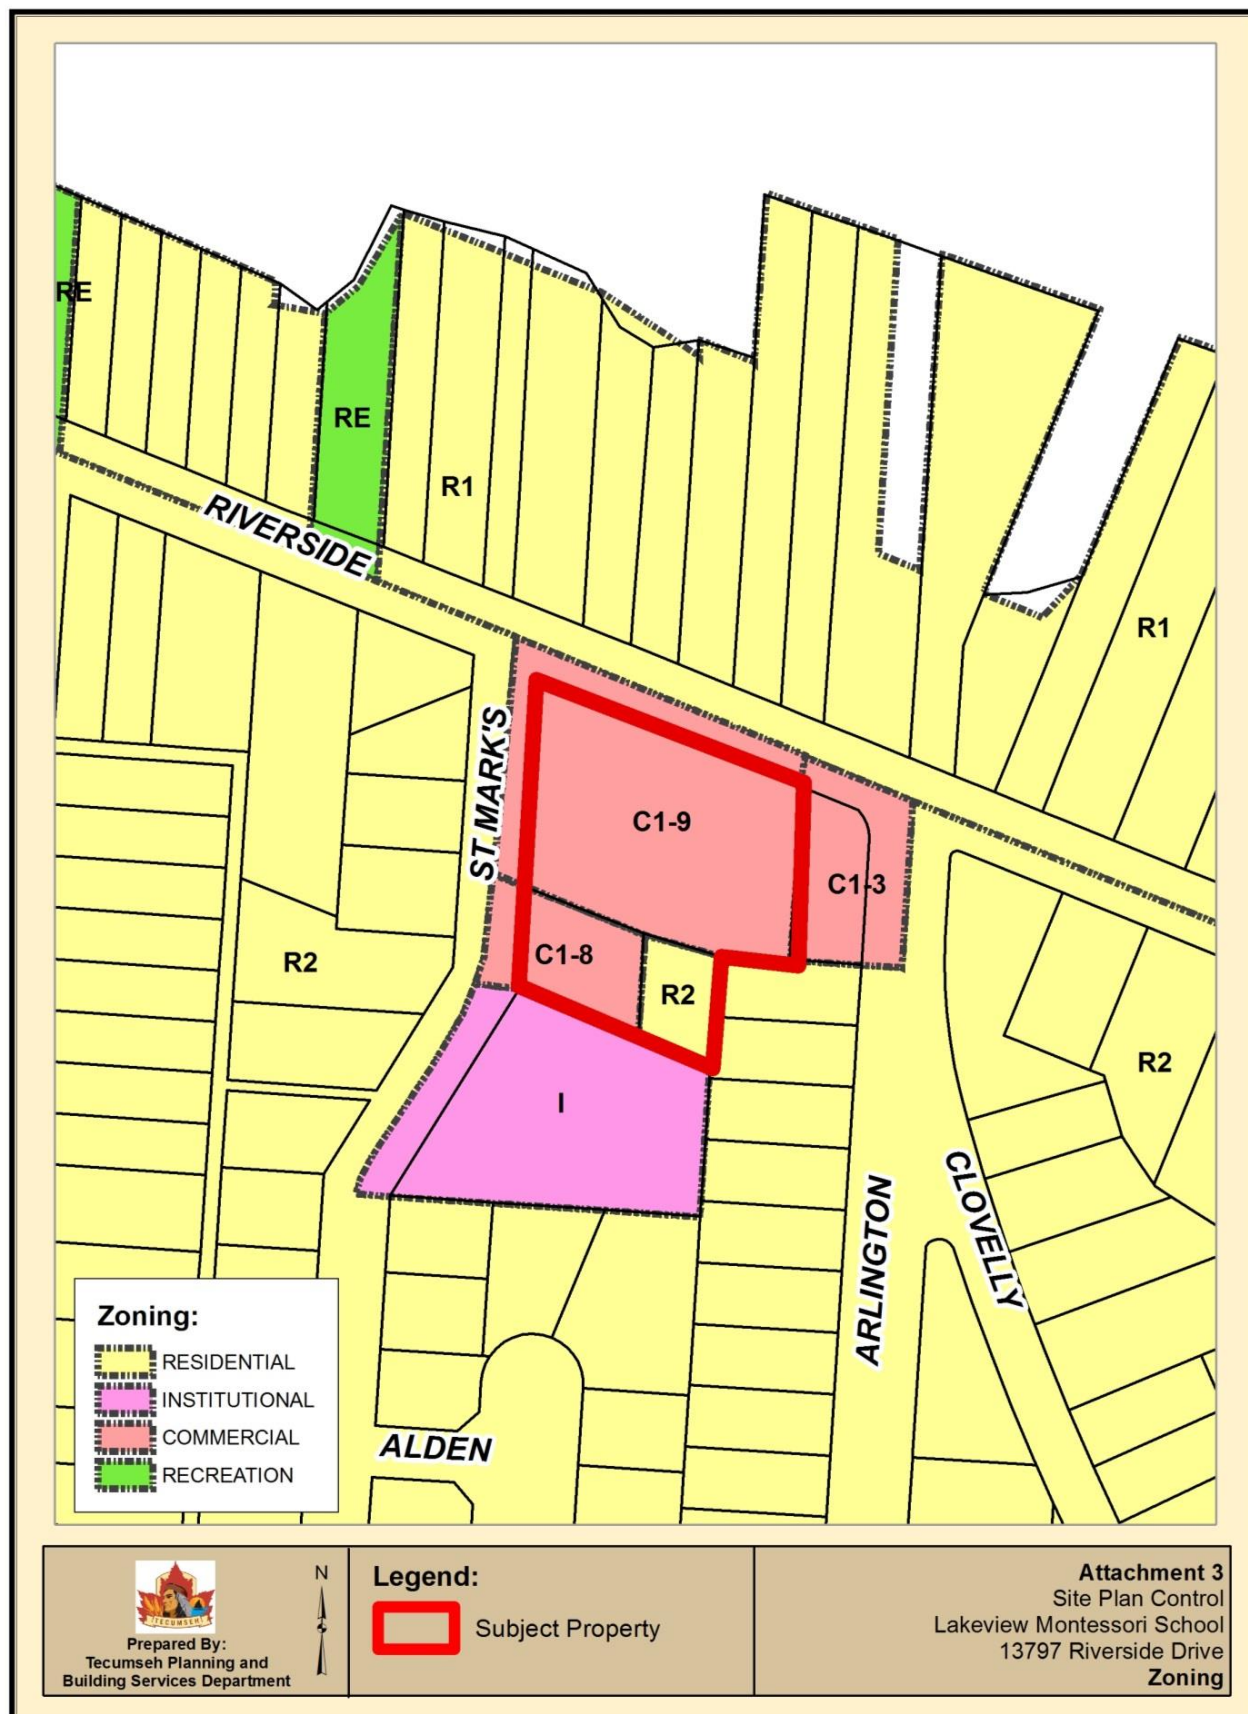 RE
RE
R1
RIVERSIDE
R1
ST MARK'S
C1-9
C1-3
C1-8
R2
R2
R2
I
CLOVELLY
ARLINGTON
ALDEN
Zoning:
RESIDENTIAL
INSTITUTIONAL
COMMERCIAL
RECREATION
TECUMSEH
N
Prepared By:
Tecumseh Planning and
Building Services Department
Legend:
Subject Property
Attachment 3
Site Plan Control
Lakeview Montessori School
13797 Riverside Drive
Zoning